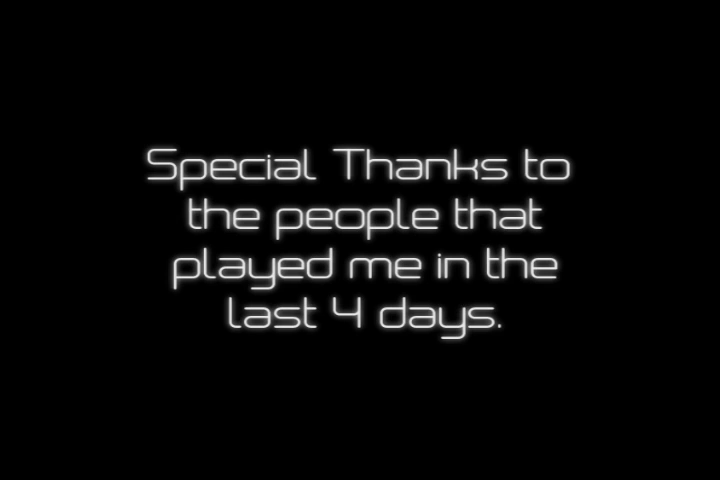 Special Thanks to
the people that
played me in the
last 4 days.